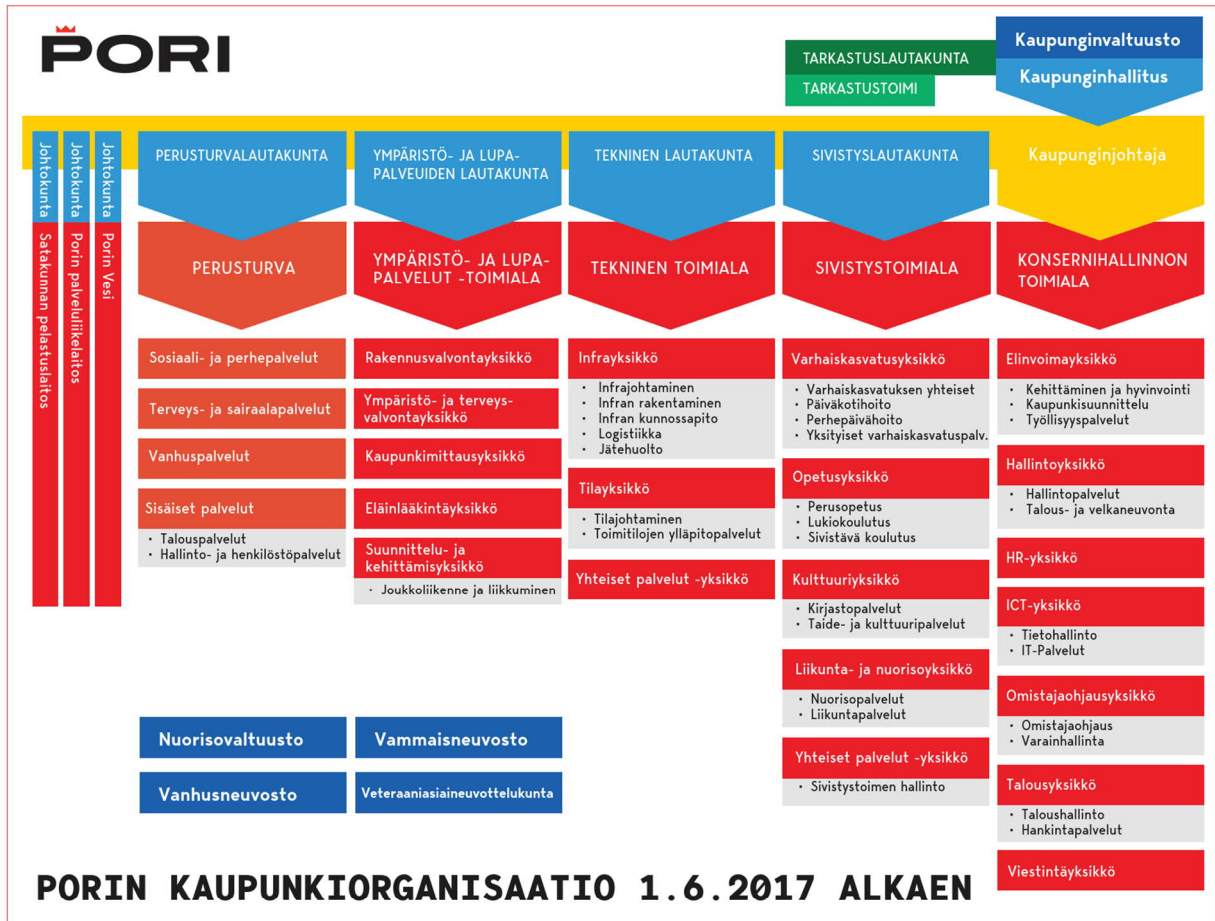 PORI
TARKASTUSLAUTAKUNTA
TARKASTUSTOIMI
Kaupunginvaltuusto
Kaupunginhallitus
Johtokunta Satakunnan pelastuslaitos
Johtokunta Porin palveluliikelaitos
Johtokunta Porin Vesi
PERUSTURVALAUTAKUNTA
YMPÄRISTÖ- JA LUPA-
PALVEUIDEN LAUTAKUNTA
TEKNINEN LAUTAKUNTA
SIVISTYSLAUTAKUNTA
Kaupunginjohtaja
PERUSTURVA
YMPÄRISTÖ- JA LUPA-
PALVELUT -TOIMIALA
TEKNINEN TOIMIALA
SIVISTYSTOIMIALA
KONSERNIHALLINNON
TOIMIALA
Sosiaali- ja perhepalvelut
Terveys- ja sairaalapalvelut
Vanhuspalvelut
Sisäiset palvelut
• Talouspalvelut
• Hallinto- ja henkilöstöpalvelut
Rakennusvalvontayksikkö
Ympäristö- ja terveys-
valvontayksikkö
Kaupunkimittausyksikkö
Eläinlääkintäyksikkö
Suunnittelu- ja
kehittämisyksikkö
• Joukkoliikenne ja liikkuminen
Infrayksikkö
• Infrajohtaminen
• Infran rakentaminen
• Infran kunnossapito
• Logistiikka
• Jätehuolto
Tilayksikkö
• Tilajohtaminen
• Toimitilojen ylläpitopalvelut
Yhteiset palvelut -yksikkö
Varhaiskasvatusyksikkö
• Varhaiskasvatuksen yhteiset
• Päiväkotihoito
• Perhepäivähoito
• Yksityiset varhaiskasvatuspalv.
Opetusyksikkö
• Perusopetus
• Lukiokoulutus
• Sivistävä koulutus
Kulttuuriyksikkö
• Kirjastopalvelut
• Taide- ja kulttuuripalvelut
Liikunta- ja nuorisoyksikkö
• Nuorisopalvelut
• Liikuntapalvelut
Yhteiset palvelut -yksikkö
• Sivistystoimen hallinto
Elinvoimayksikkö
• Kehittäminen ja hyvinvointi
• Kaupunkisuunnittelu
• Työllisyyspalvelut
Hallintoyksikkö
• Hallintopalvelut
• Talous- ja velkaneuvonta
HR-yksikkö
ICT-yksikkö
• Tietohallinto
• IT-Palvelut
Omistajaohjausyksikkö
• Omistajaohjaus
• Varainhallinta
Talousyksikkö
• Taloushallinto
• Hankintapalvelut
Viestintäyksikkö
Nuorisovaltuusto
Vammaisneuvosto
Vanhusneuvosto
Veteraaniasiaineuvottelukunta
PORIN KAUPUNKIORGANISAATIO 1.6.2017 ALKAEN